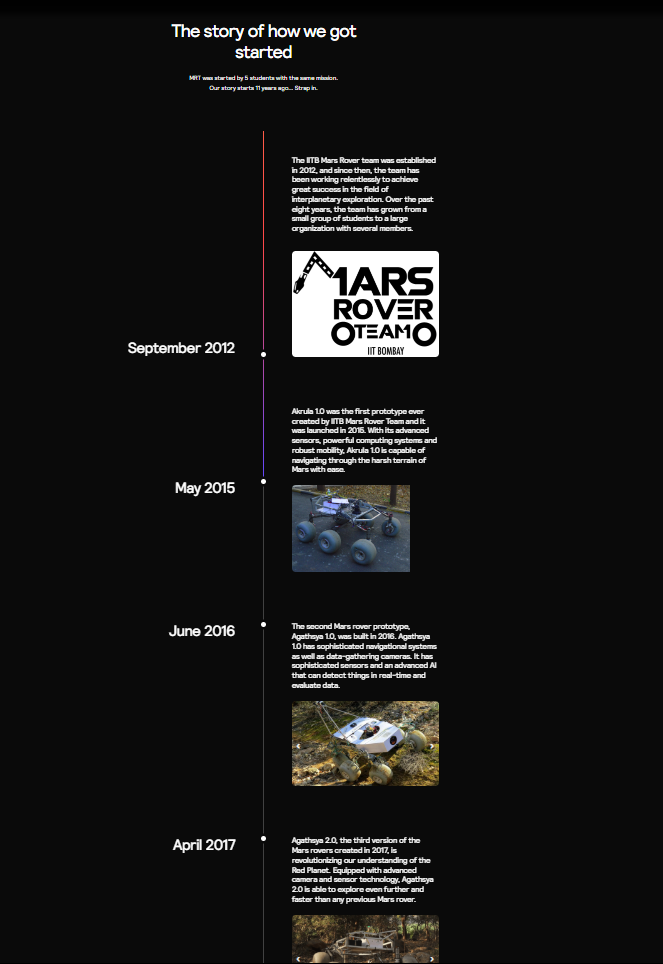 The story of how we got
started
MRT was started by 5 students with the same mission.
Our story starts 11 years ago... Strap in.
The IITB Mars Rover team was established
in 2012, and since then, the team has
been working relentlessly to achieve
great success in the field of
interplanetary exploration. Over the past
eight years, the team has grown from a
small group of students to a large
organization with several members.
MARS
ROVER
TEAM
IIT BOMBAY
September 2012
Akrula 1.0 was the first prototype ever
created by IITB Mars Rover Team and it
was launched in 2015. With its advanced
sensors, powerful computing systems and
robust mobility, Akrula 1.0 is capable of
navigating through the harsh terrain of
Mars with ease.
May 2015
June 2016
The second Mars rover prototype,
Agathsya 1.0, was built in 2016. Agathsya
1.0 has sophisticated navigational systems
as well as data-gathering cameras. It has
sophisticated sensors and an advanced AI
that can detect things in real-time and
evaluate data.
April 2017
Agathsya 2.0, the third version of the
Mars rovers created in 2017, is
revolutionizing our understanding of the
Red Planet. Equipped with advanced
camera and sensor technology, Agathsya
2.0 is able to explore even further and
faster than any previous Mars rover.